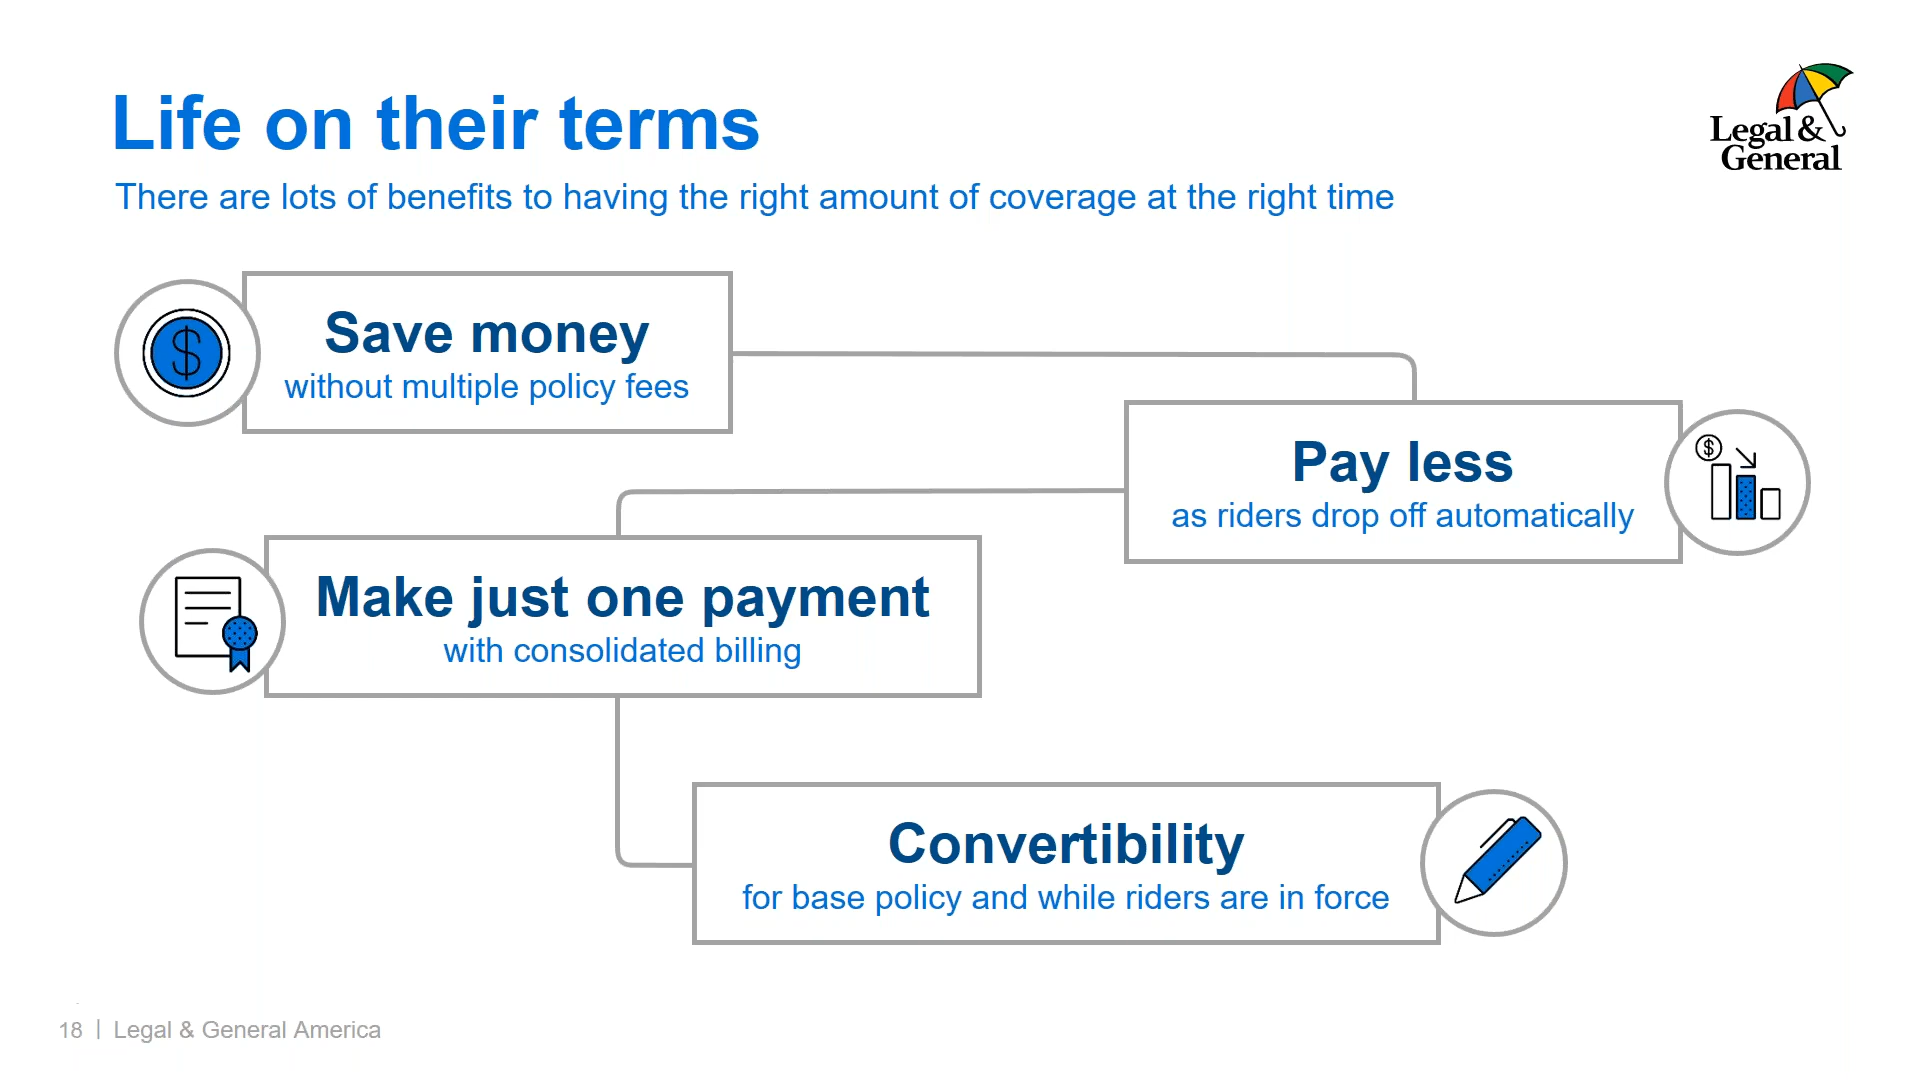 Life on their terms
There are lots of benefits to having the right amount of coverage at the right time
Legal &
General
$
Save money
without multiple policy fees
$
Pay less
as riders drop off automatically
Make just one payment
with consolidated billing
Convertibility
for base policy and while riders are in force
18 | Legal & General America